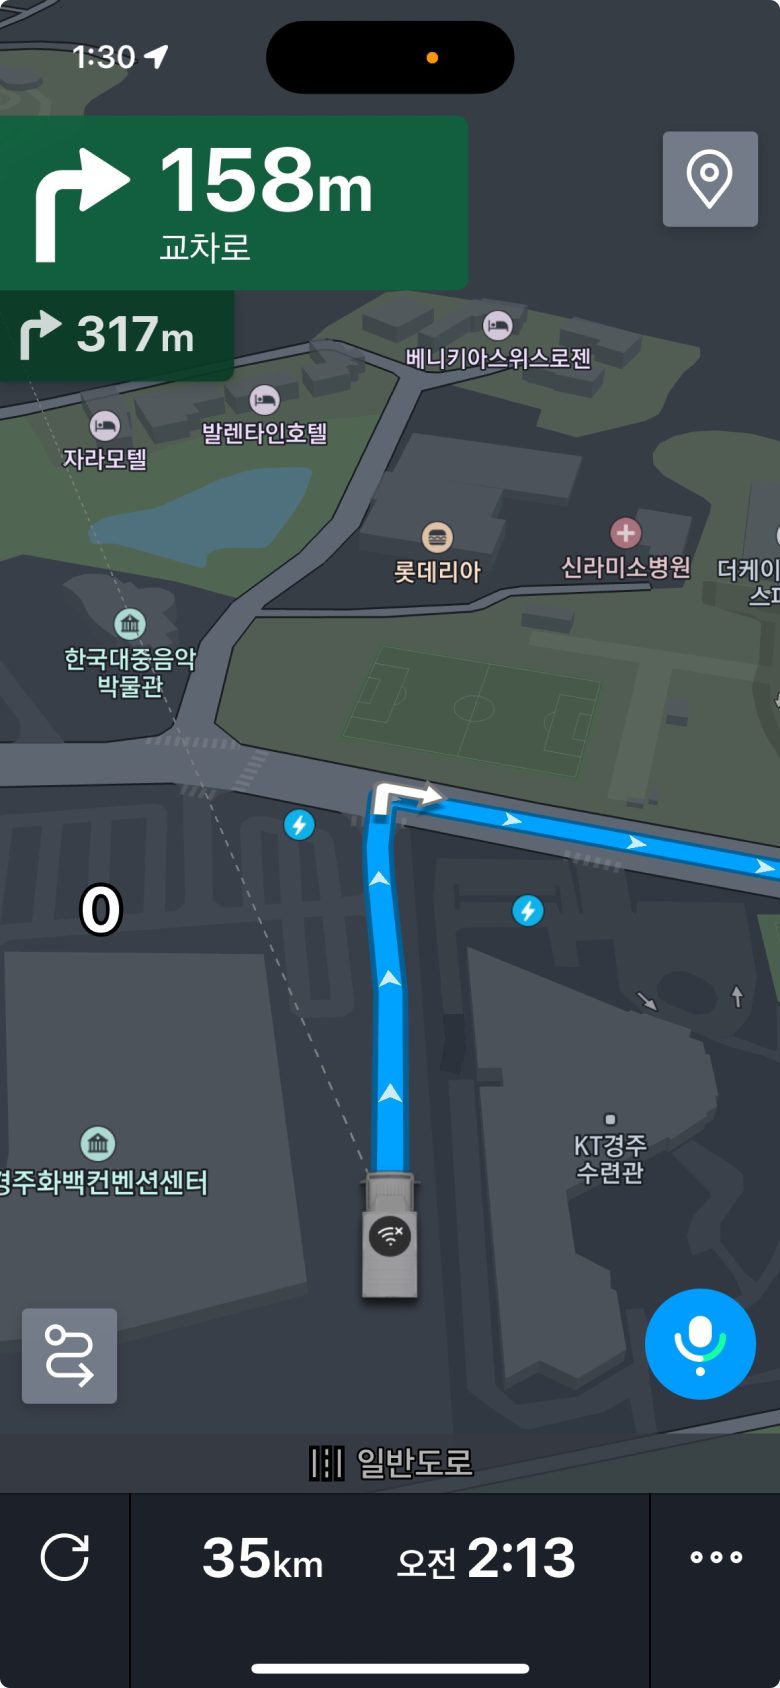 1:30
158m
교차로
317m
베니키아스위스로젠
발렌타인호텔
자라모텔
롯데리아
신라미소병원
더케이
한국대중음악
박물관
0
KT경주
수련관
경주화백컨벤션센터
일반도로
35km
오전 2:13